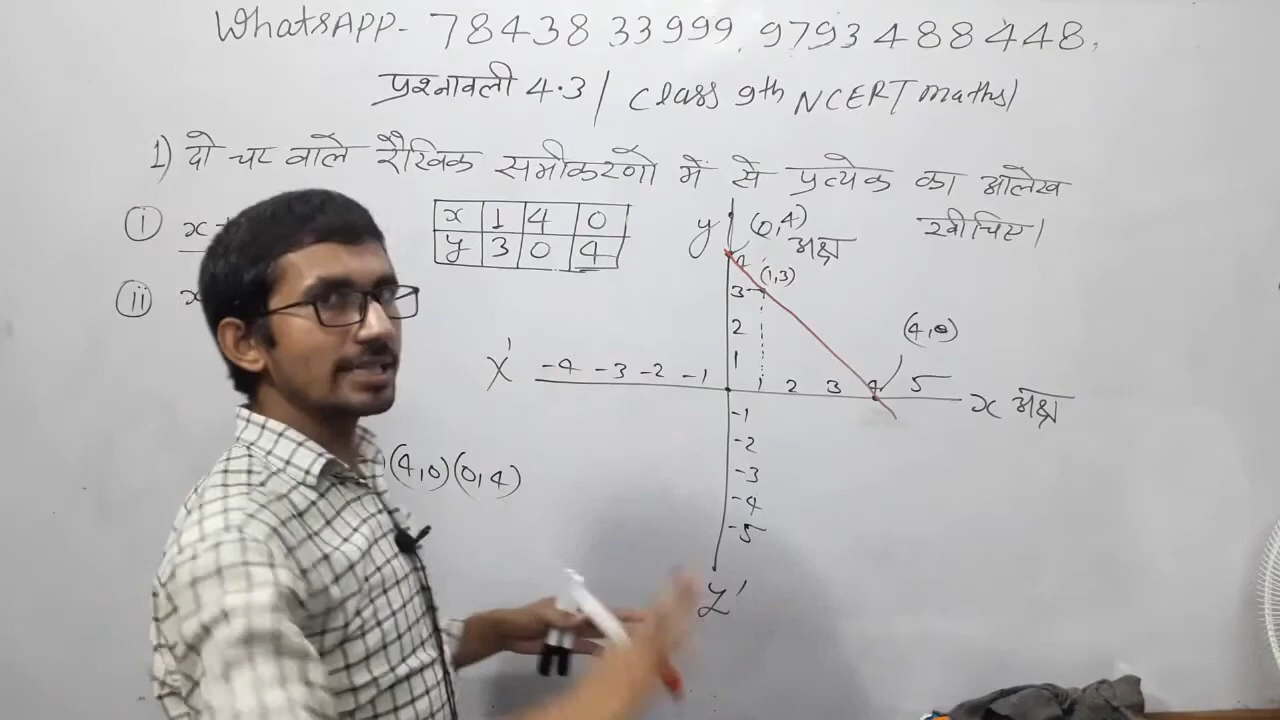 WhatsAPP- 78438 33999, 9793488448,
प्रश्नावली 4.3 / Class 9th NCERT maths/
1) दो चर वाले रैखिक समीकरणों में से प्रत्येक का आलेख
खीचिए।
i x
x 1 4 0
y 3 0 4
ii x
y अक्ष
(0,4)
4
(1,3)
3
2
1
(4,0)
X' -4 -3 -2 -1 1 2 3 4 5 x अक्ष
-1
-2
-3
-4
-5
y'
(4,0) (0,4)